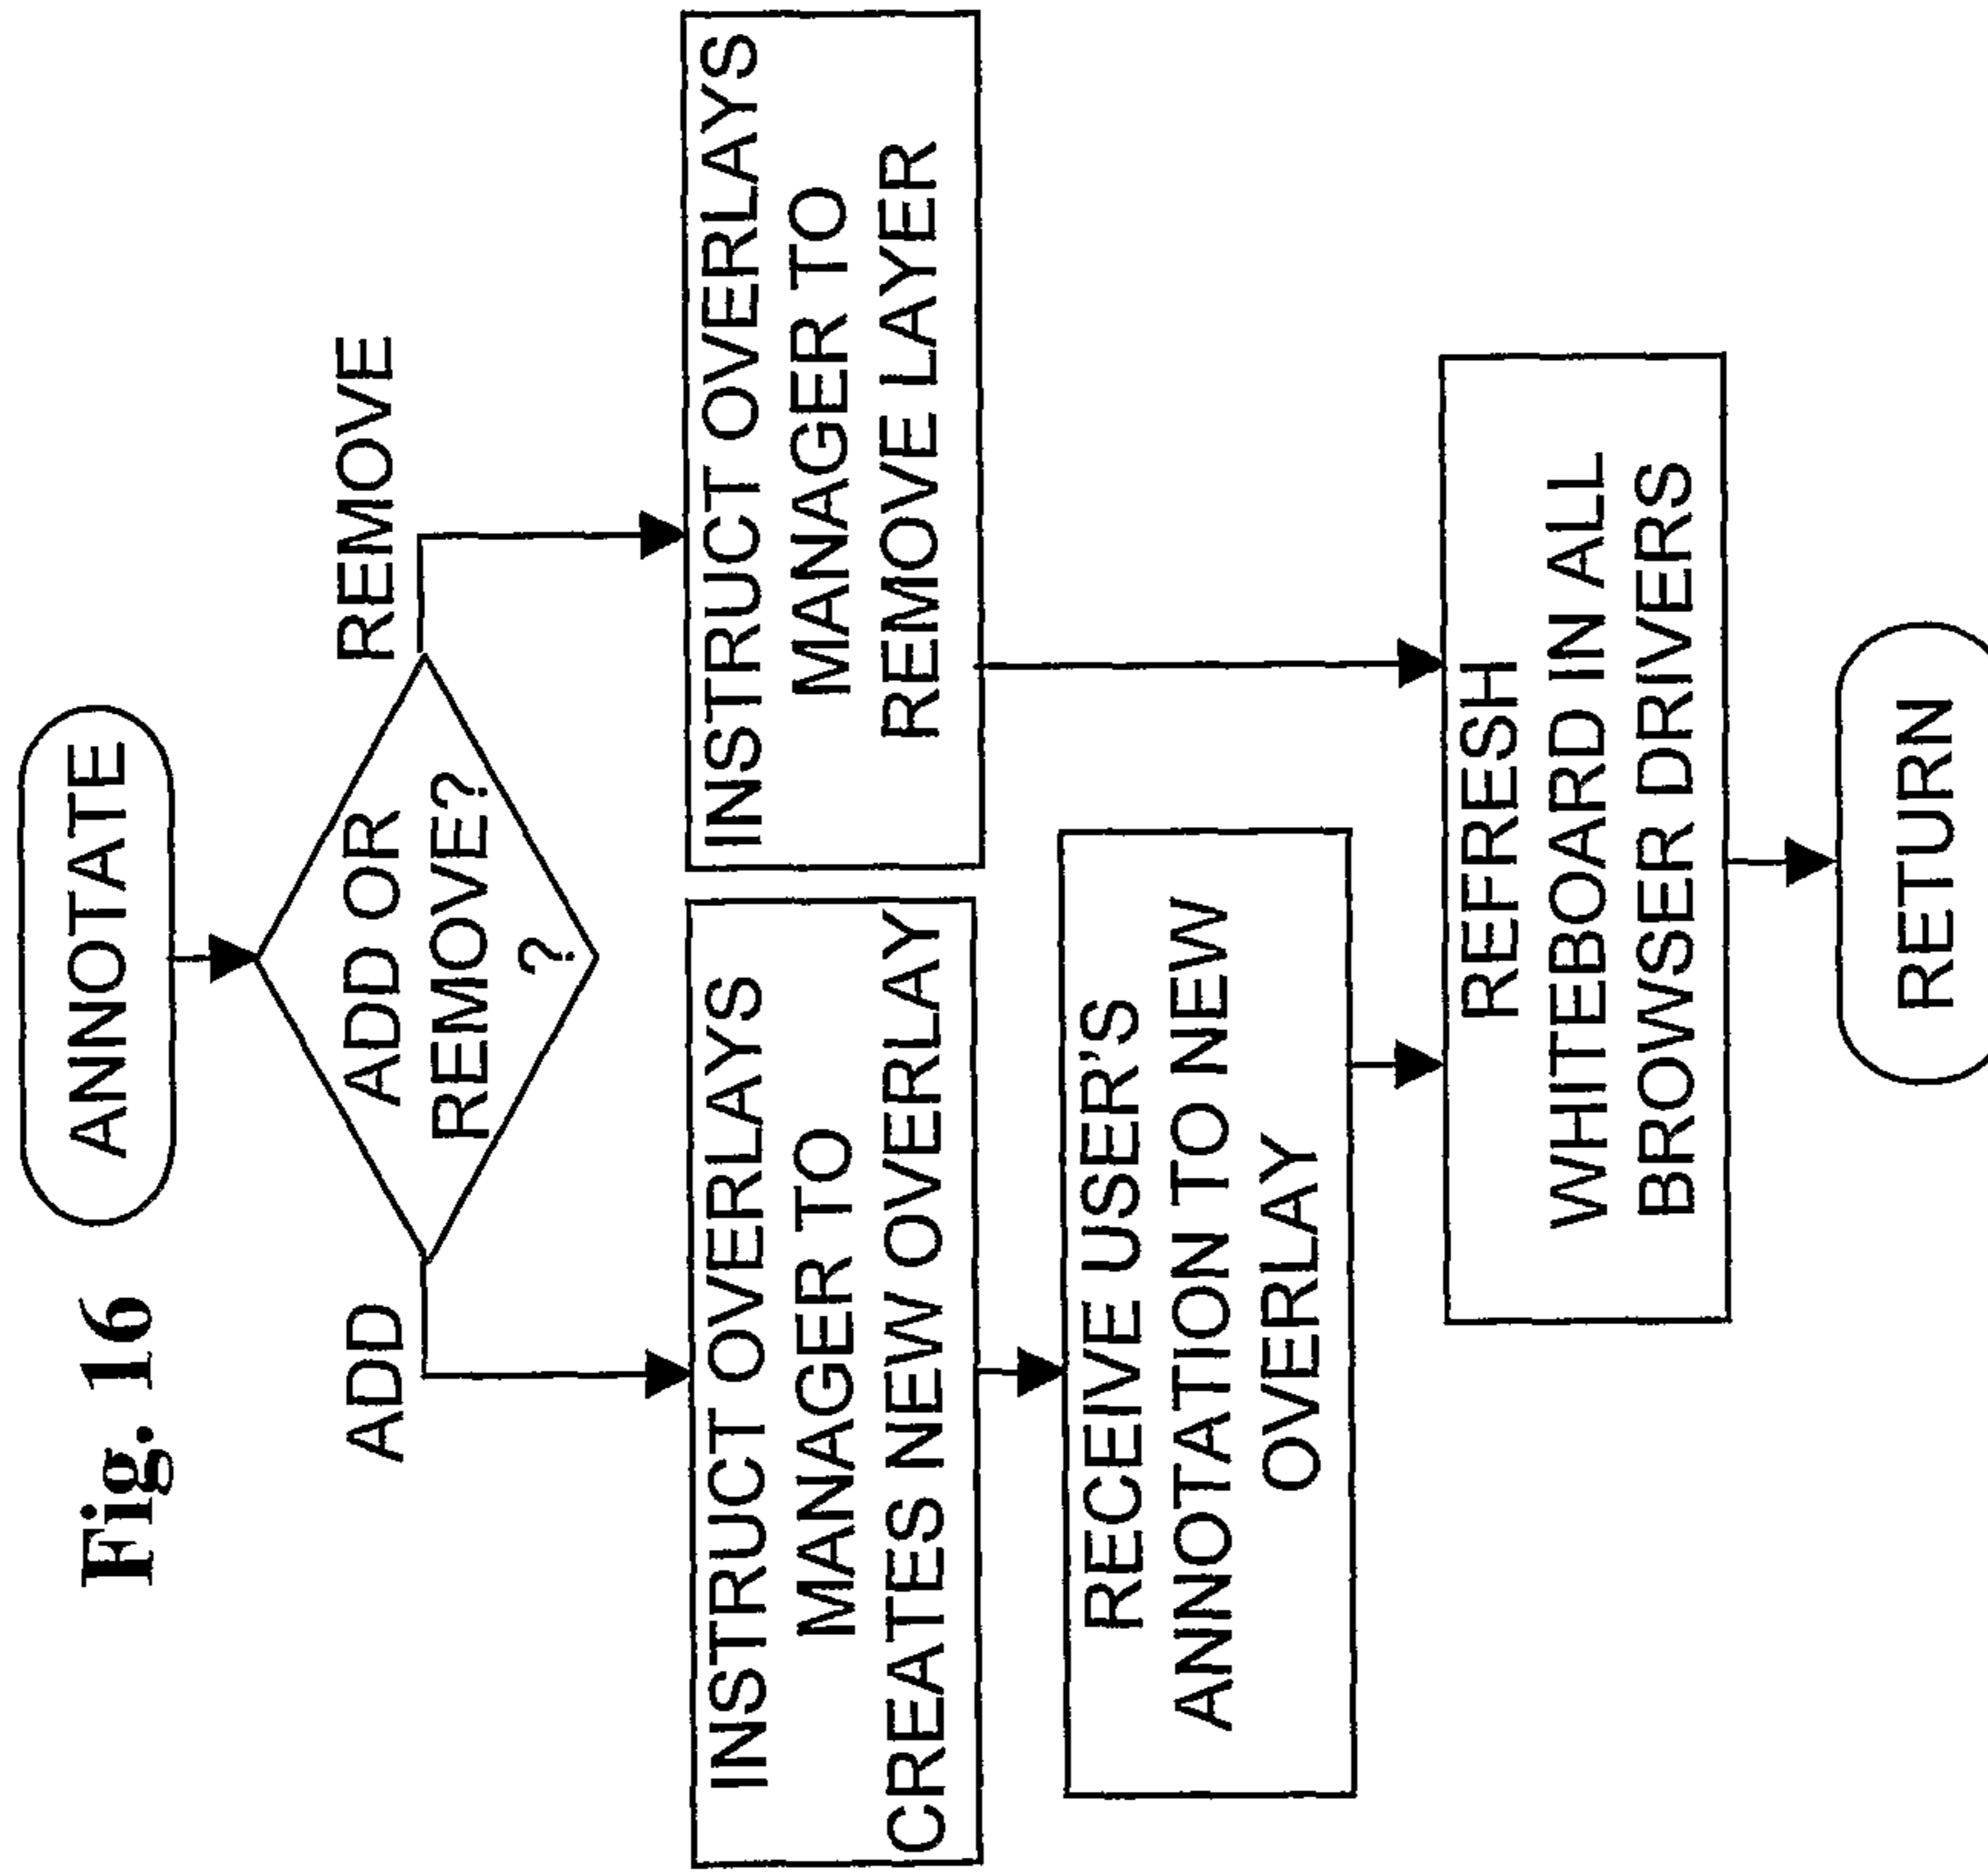 Fig. 16
ANNOTATE
ADD OR
REMOVE?
?
ADD
REMOVE
INSTRUCT OVERLAYS
MANAGER TO
CREATES NEW OVERLAY
INSTRUCT OVERLAYS
MANAGER TO
REMOVE LAYER
RECEIVE USER'S
ANNOTATION TO NEW
OVERLAY
REFRESH
WHITEBOARD IN ALL
BROWSER DRIVERS
RETURN